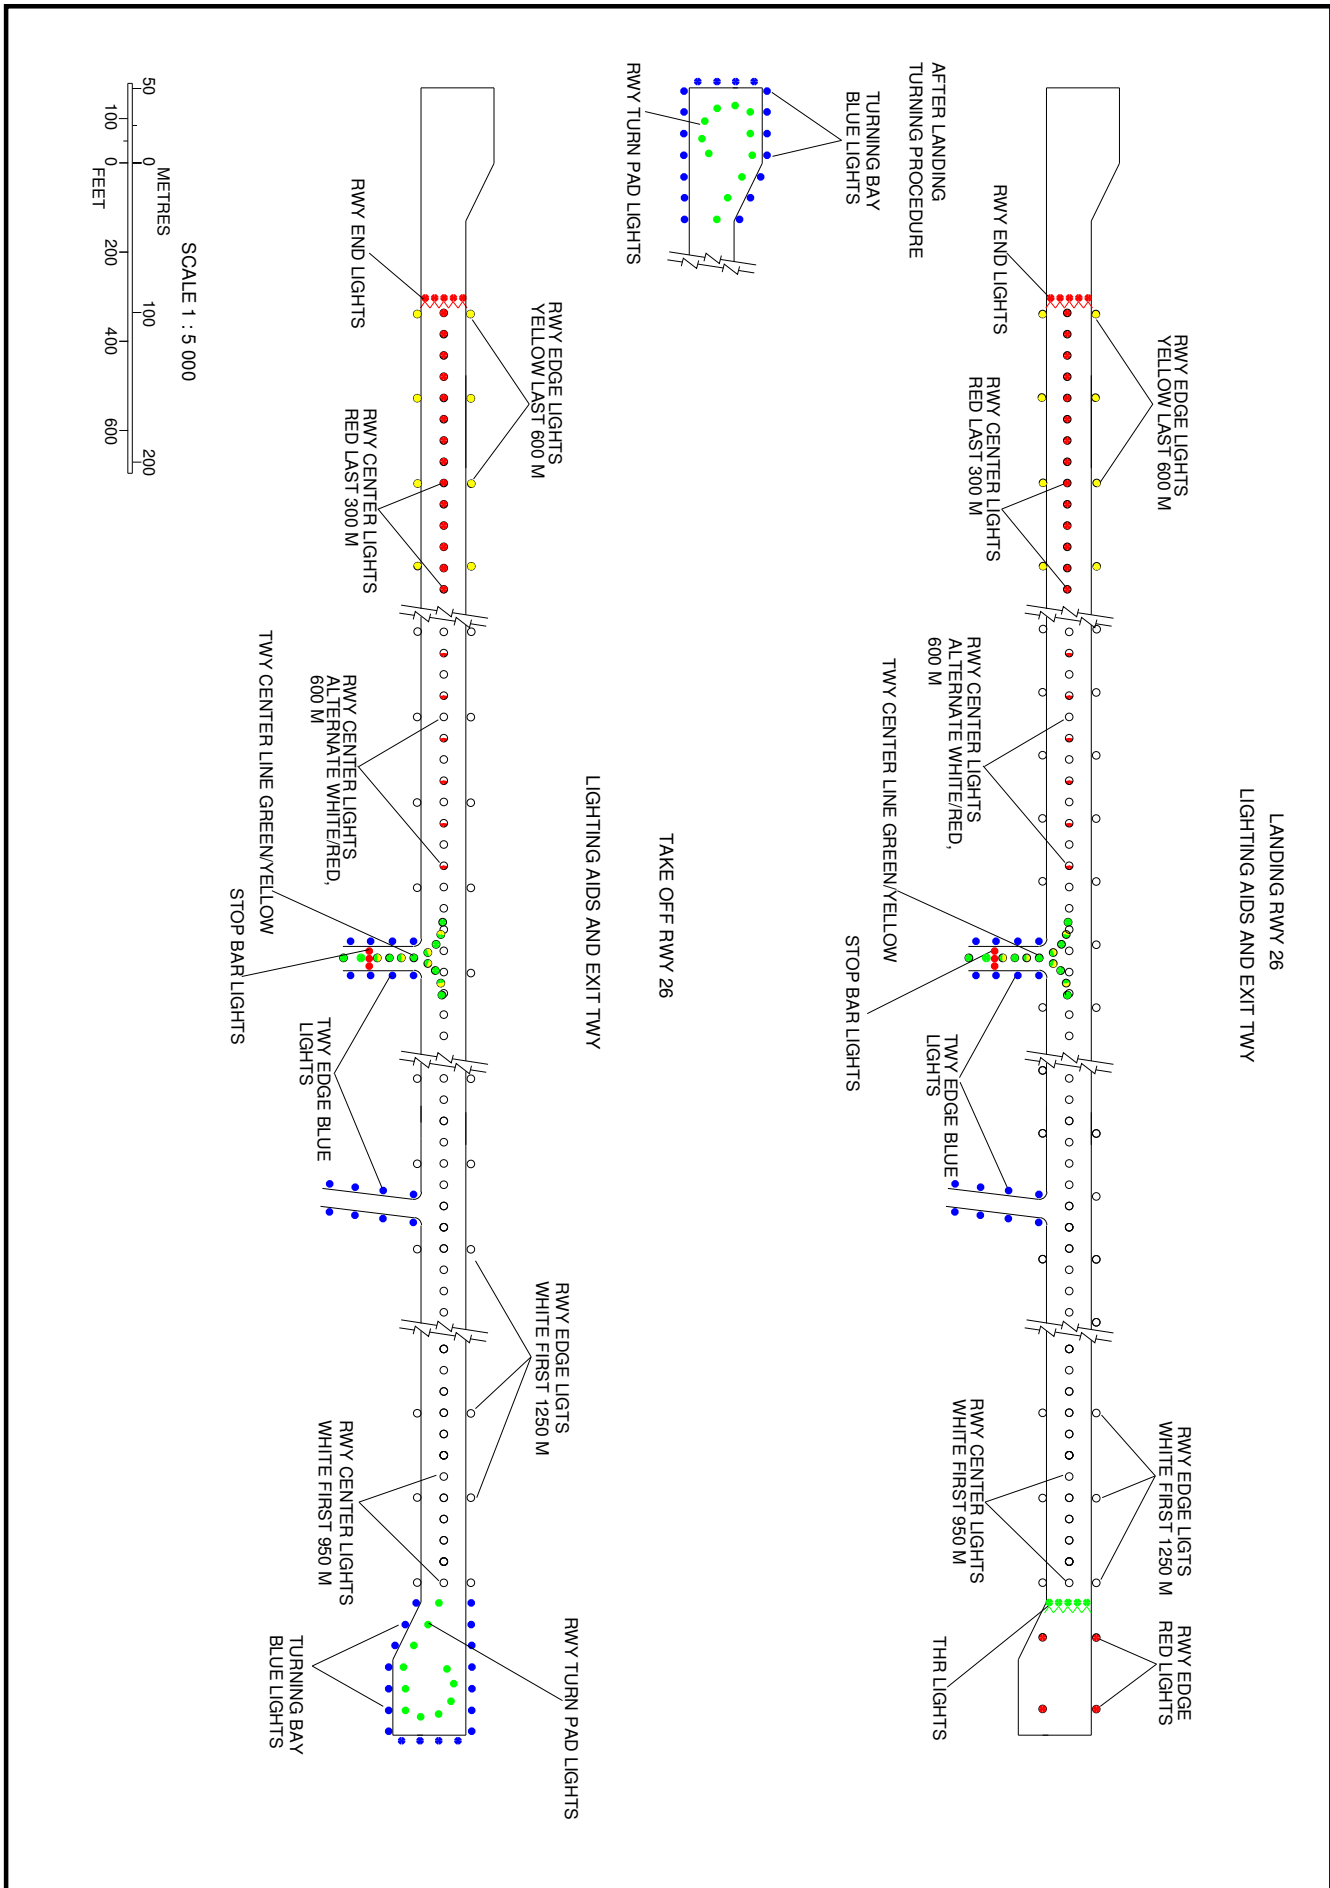 LANDING RWY 26
LIGHTING AIDS AND EXIT TWY
RWY EDGE LIGHTS
YELLOW LAST 600 M
RWY EDGE LIGTS
WHITE FIRST 1250 M
RWY EDGE
RED LIGHTS
RWY END LIGHTS
RWY CENTER LIGHTS
RED LAST 300 M
RWY CENTER LIGHTS
ALTERNATE WHITE/RED,
600 M
TWY CENTER LINE GREEN/YELLOW
STOP BAR LIGHTS
TWY EDGE BLUE
LIGHTS
RWY CENTER LIGHTS
WHITE FIRST 950 M
THR LIGHTS
AFTER LANDING
TURNING PROCEDURE
TURNING BAY
BLUE LIGHTS
RWY TURN PAD LIGHTS
TAKE OFF RWY 26
LIGHTING AIDS AND EXIT TWY
RWY EDGE LIGHTS
YELLOW LAST 600 M
RWY EDGE LIGTS
WHITE FIRST 1250 M
RWY TURN PAD LIGHTS
RWY END LIGHTS
RWY CENTER LIGHTS
RED LAST 300 M
RWY CENTER LIGHTS
ALTERNATE WHITE/RED,
600 M
TWY CENTER LINE GREEN/YELLOW
STOP BAR LIGHTS
TWY EDGE BLUE
LIGHTS
RWY CENTER LIGHTS
WHITE FIRST 950 M
TURNING BAY
BLUE LIGHTS
SCALE 1 : 5 000
METRES
50 0 100 200
100 0 200 400 600
FEET